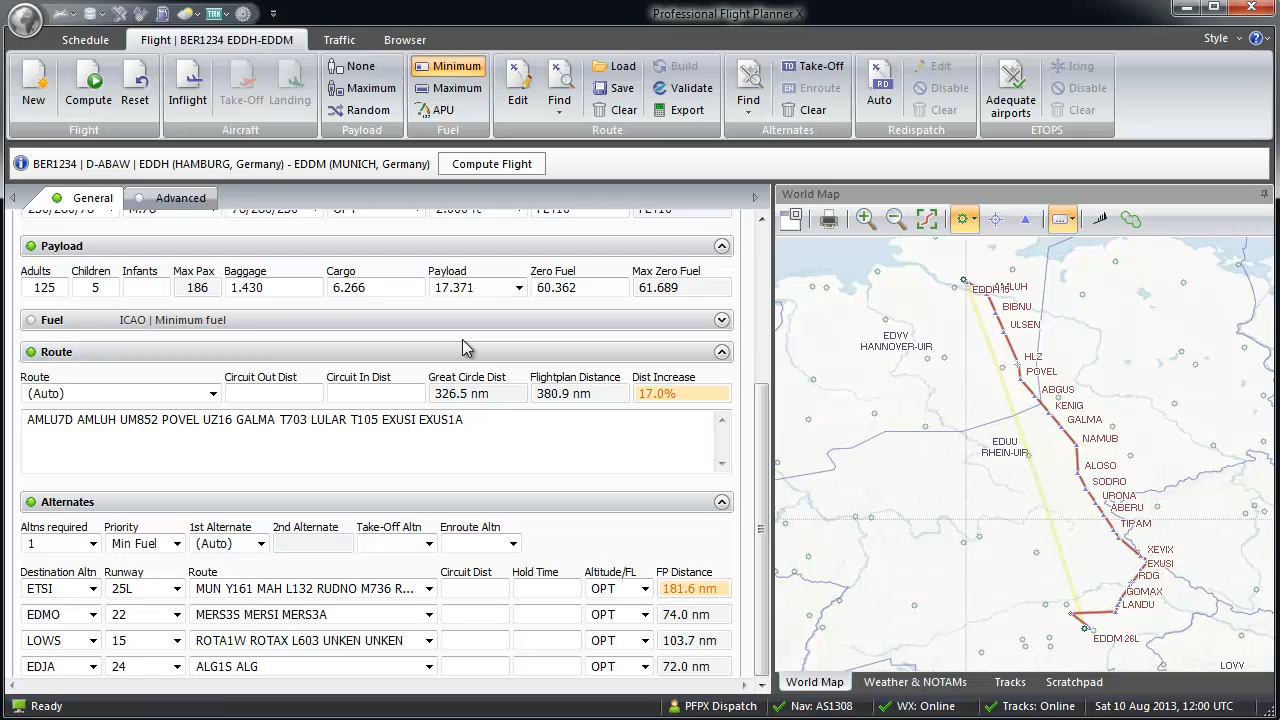 Professional Flight Planner X
Schedule Flight | BER1234 EDDH-EDDM Traffic Browser Style
New Compute Reset Inflight Take-Off Landing
None
Maximum
Random
Minimum
Maximum
APU
Edit Find
Load
Save
Clear
Build
Validate
Export
Find
Take-Off
Enroute
Clear
Auto
Edit
Disable
Clear
Adequate airports
Icing
Disable
Clear
Flight Aircraft Payload Fuel Route Alternates Redispatch ETOPS
BER1234 | D-ABAW | EDDH (HAMBURG, Germany) - EDDM (MUNICH, Germany) Compute Flight
General Advanced
Payload
Adults Children Infants Max Pax Baggage Cargo Payload Zero Fuel Max Zero Fuel
125 5 186 1.430 6.266 17.371 60.362 61.689
Fuel ICAO | Minimum fuel
Route
Route Circuit Out Dist Circuit In Dist Great Circle Dist Flightplan Distance Dist Increase
(Auto) 326.5 nm 380.9 nm 17.0%
AMLU7D AMLUH UM852 POVEL UZ16 GALMA T703 LULAR T105 EXUSI EXUS1A
Alternates
Altns required Priority 1st Alternate 2nd Alternate Take-Off Altn Enroute Altn
1 Min Fuel (Auto)
Destination Altn Runway Route Circuit Dist Hold Time Altitude/FL FP Distance
ETSI 25L MUN Y161 MAH L132 RUDNO M736 R... OPT 181.6 nm
EDMO 22 MERS3S MERSI MERS3A OPT 74.0 nm
LOWS 15 ROTA1W ROTAX L603 UNKEN UNKEN OPT 103.7 nm
EDJA 24 ALG1S ALG OPT 72.0 nm
World Map
EDDH
AMLUH
BIBNU
ULSEN
EDVV
HANNOVER-UIR
HLZ
POVEL
ABGUS
KENIG
GALMA
NAMUB
EDUU
RHEIN-UIR
ALOSO
SODRO
URONA
ABERU
TIPAM
XEVIX
EXUSI
RDG
GOMAX
LANDU
EDDM 26L
LOVV
World Map Weather & NOTAMs Tracks Scratchpad
Ready PFPX Dispatch Nav: AS1308 WX: Online Tracks: Online Sat 10 Aug 2013, 12:00 UTC